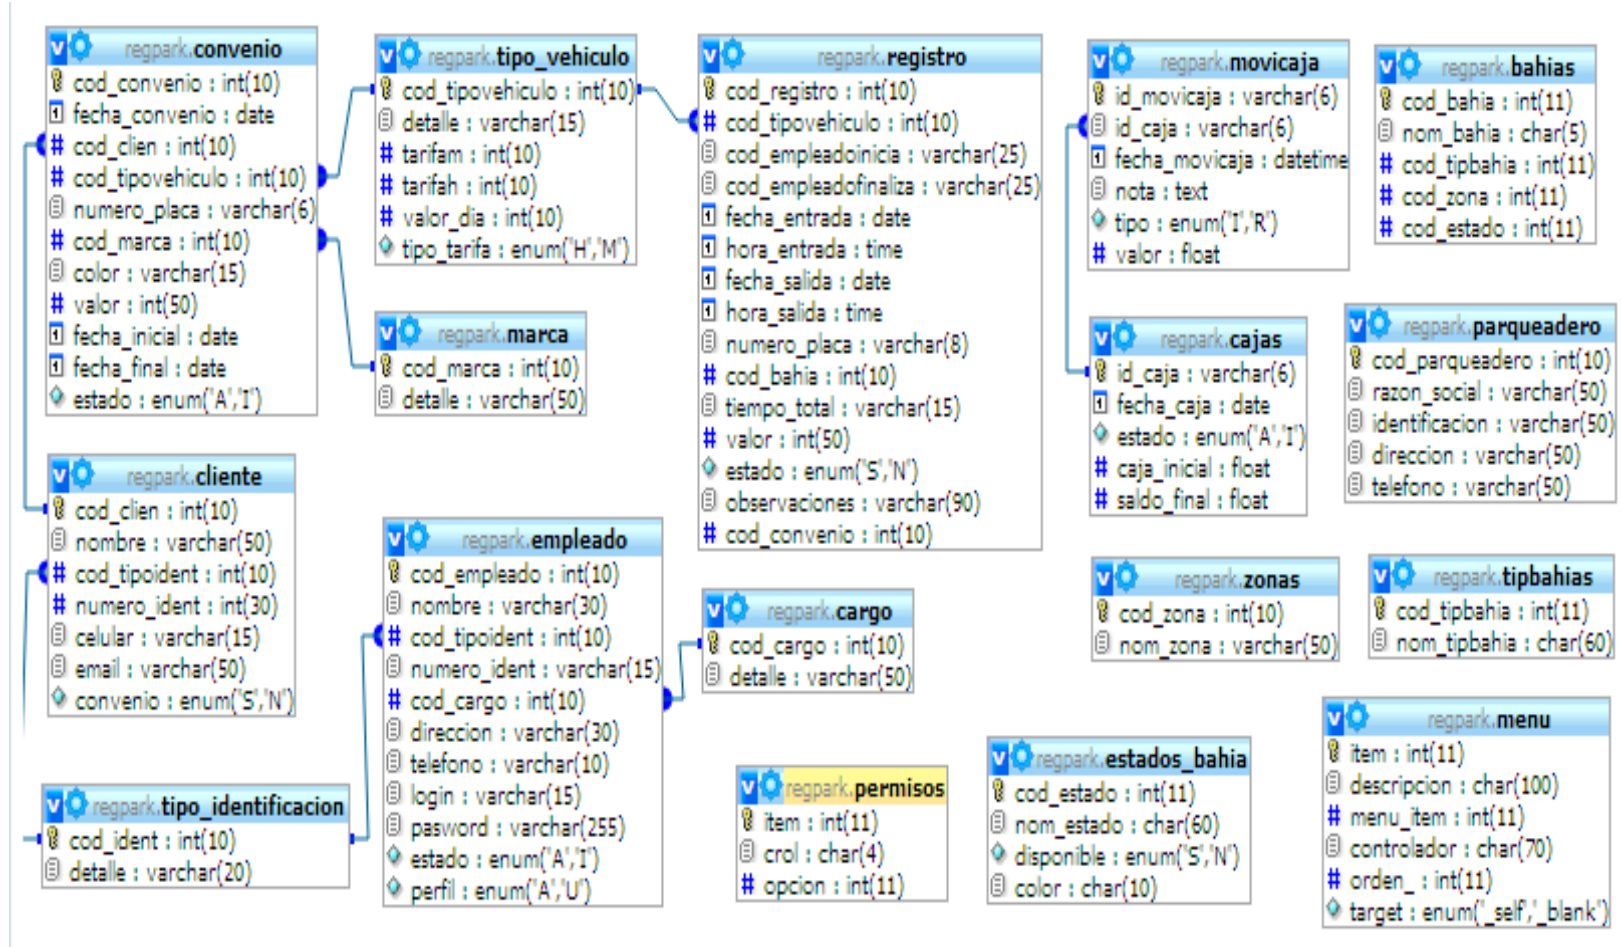 regpark.convenio
cod_convenio : int(10)
fecha_convenio : date
cod_clien : int(10)
cod_tipovehiculo : int(10)
numero_placa : varchar(6)
cod_marca : int(10)
color : varchar(15)
valor : int(50)
fecha_inicial : date
fecha_final : date
estado : enum('A','I')
regpark.tipo_vehiculo
cod_tipovehiculo : int(10)
detalle : varchar(15)
tarifam : int(10)
tarifah : int(10)
valor_dia : int(10)
tipo_tarifa : enum('H','M')
regpark.marca
cod_marca : int(10)
detalle : varchar(50)
regpark.registro
cod_registro : int(10)
cod_tipovehiculo : int(10)
cod_empleadoinicia : varchar(25)
cod_empleadofinaliza : varchar(25)
fecha_entrada : date
hora_entrada : time
fecha_salida : date
hora_salida : time
numero_placa : varchar(8)
cod_bahia : int(10)
tiempo_total : varchar(15)
valor : int(50)
estado : enum('S','N')
observaciones : varchar(90)
cod_convenio : int(10)
regpark.movicaja
id_movicaja : varchar(6)
id_caja : varchar(6)
fecha_movicaja : datetime
nota : text
tipo : enum('I','R')
valor : float
regpark.bahias
cod_bahia : int(11)
nom_bahia : char(5)
cod_tipbahia : int(11)
cod_zona : int(11)
cod_estado : int(11)
regpark.cajas
id_caja : varchar(6)
fecha_caja : date
estado : enum('A','I')
caja_inicial : float
saldo_final : float
regpark.parqueadero
cod_parqueadero : int(10)
razon_social : varchar(50)
identificacion : varchar(50)
direccion : varchar(50)
telefono : varchar(50)
regpark.cliente
cod_clien : int(10)
nombre : varchar(50)
cod_tipoident : int(10)
numero_ident : int(30)
celular : varchar(15)
email : varchar(50)
convenio : enum('S','N')
regpark.empleado
cod_empleado : int(10)
nombre : varchar(30)
cod_tipoident : int(10)
numero_ident : varchar(15)
cod_cargo : int(10)
direccion : varchar(30)
telefono : varchar(10)
login : varchar(15)
pasword : varchar(255)
estado : enum('A','I')
perfil : enum('A','U')
regpark.cargo
cod_cargo : int(10)
detalle : varchar(50)
regpark.zonas
cod_zona : int(10)
nom_zona : varchar(50)
regpark.tipbahias
cod_tipbahia : int(11)
nom_tipbahia : char(60)
regpark.tipo_identificacion
cod_ident : int(10)
detalle : varchar(20)
regpark.permisos
item : int(11)
crol : char(4)
opcion : int(11)
regpark.estados_bahia
cod_estado : int(11)
nom_estado : char(60)
disponible : enum('S','N')
color : char(10)
regpark.menu
item : int(11)
descripcion : char(100)
menu_item : int(11)
controlador : char(70)
orden_ : int(11)
target : enum('_self','_blank')